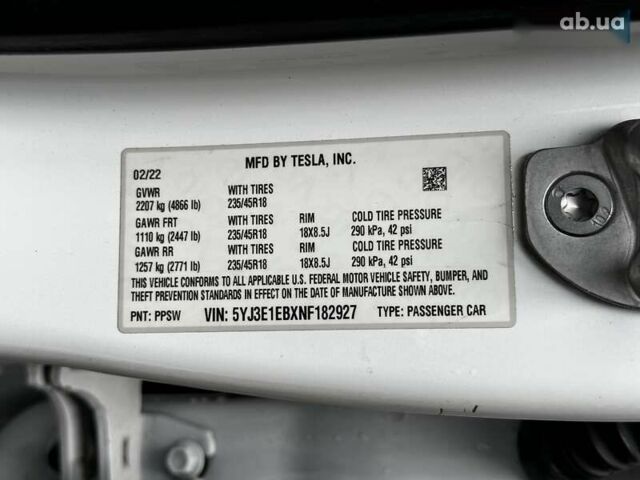 ab.ua
MFD BY TESLA, INC.
02/22
GVWR WITH TIRES
2207 kg (4866 lb) 235/45R18
GAWR FRT WITH TIRES RIM COLD TIRE PRESSURE
1110 kg (2447 lb) 235/45R18 18X8.5J 290 kPa, 42 psi
GAWR RR WITH TIRES RIM COLD TIRE PRESSURE
1257 kg (2771 lb) 235/45R18 18X8.5J 290 kPa, 42 psi
THIS VEHICLE CONFORMS TO ALL APPLICABLE U.S. FEDERAL MOTOR VEHICLE SAFETY, BUMPER, AND
THEFT PREVENTION STANDARDS IN EFFECT ON THE DATE OF MANUFACTURE SHOWN ABOVE.
PNT: PPSW VIN: 5YJ3E1EBXNF182927 TYPE: PASSENGER CAR